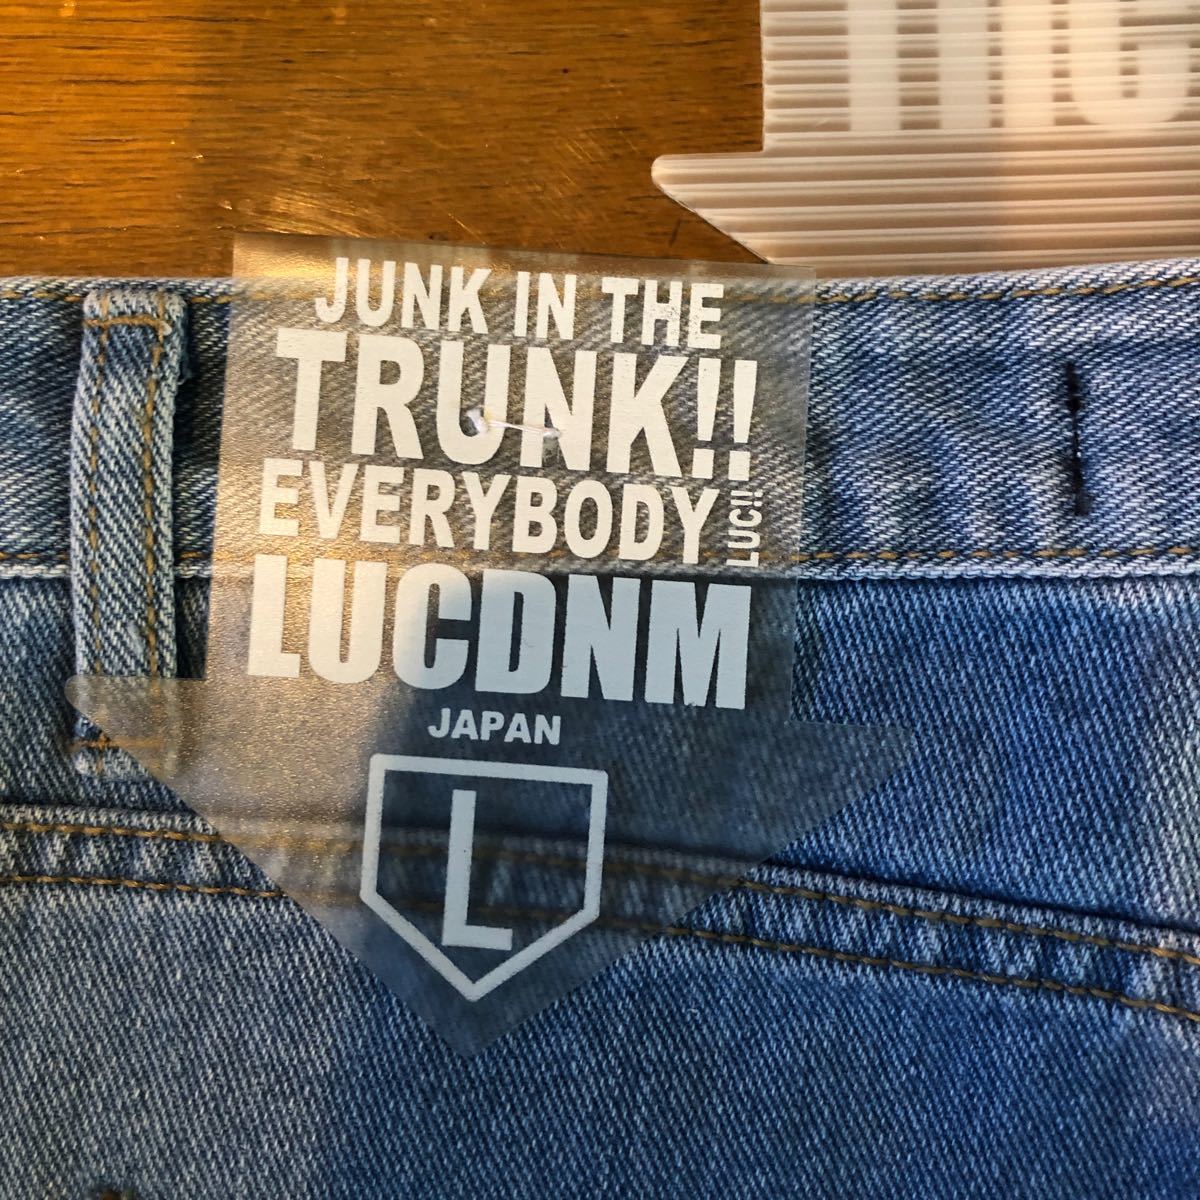 JUNK IN THE
TRUNK!!
EVERYBODY LUC!!
LUCDNM
JAPAN
L